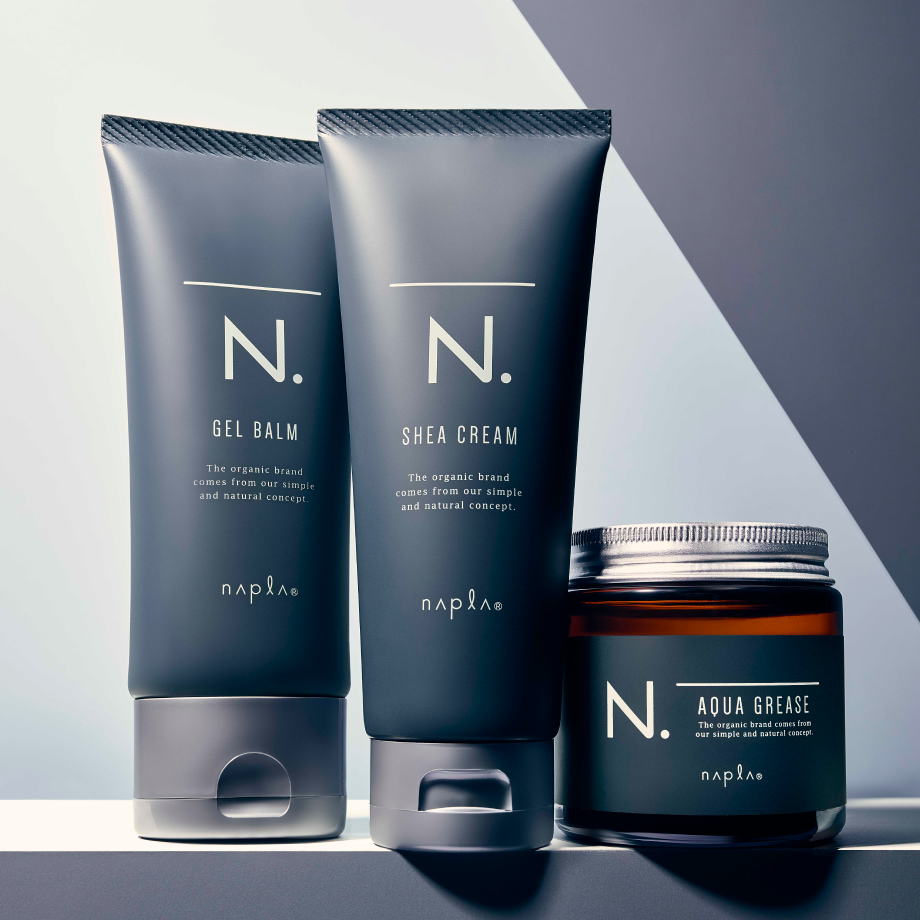 N.
GEL BALM
The organic brand
comes from our simple
and natural concept.
napla®
N.
SHEA CREAM
The organic brand
comes from our simple
and natural concept.
napla®
N.
AQUA GREASE
The organic brand comes from
our simple and natural concept.
napla®